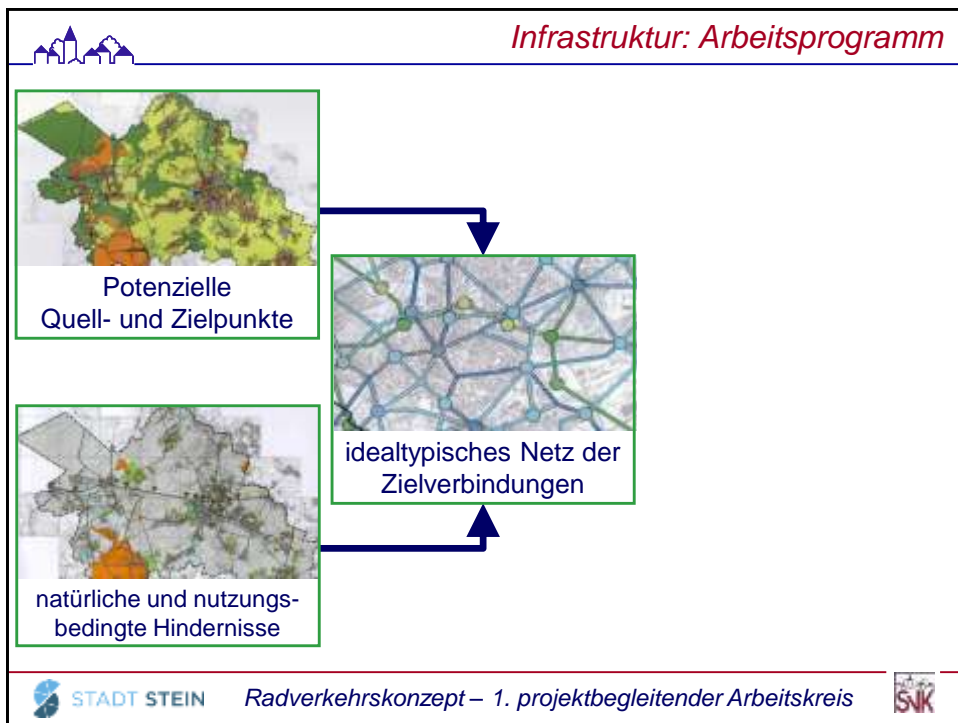 Infrastruktur: Arbeitsprogramm
Potenzielle
Quell- und Zielpunkte
idealtypisches Netz der
Zielverbindungen
natürliche und nutzungs-
bedingte Hindernisse
STADT STEIN
Radverkehrskonzept – 1. projektbegleitender Arbeitskreis
SVK